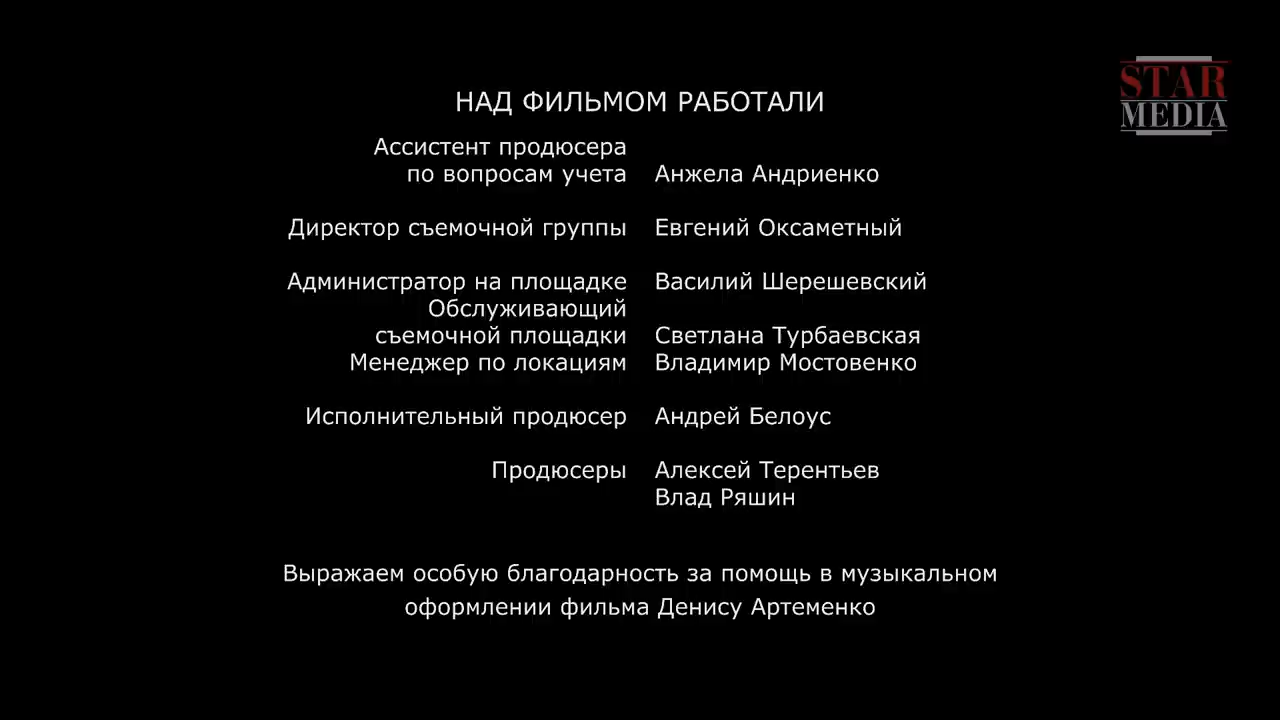 STAR
MEDIA
НАД ФИЛЬМОМ РАБОТАЛИ
Ассистент продюсера
по вопросам учета Анжела Андриенко
Директор съемочной группы Евгений Оксаметный
Администратор на площадке Василий Шерешевский
Обслуживающий
съемочной площадки Светлана Турбаевская
Менеджер по локациям Владимир Мостовенко
Исполнительный продюсер Андрей Белоус
Продюсеры Алексей Терентьев
Влад Ряшин
Выражаем особую благодарность за помощь в музыкальном
оформлении фильма Денису Артеменко